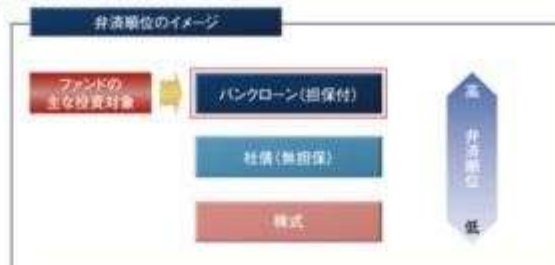 弁済順位のイメージ
ファンドの
主な投資対象
バンクローン(担保付)
社債(無担保)
株式
高
弁済順位
低